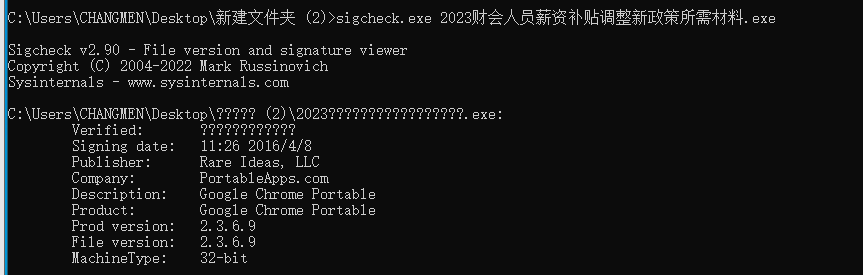 C:\Users\CHANGMEN\Desktop\新建文件夹 (2)>sigcheck.exe 2023财会人员薪资补贴调整新政策所需材料.exe
Sigcheck v2.90 - File version and signature viewer
Copyright (C) 2004-2022 Mark Russinovich
Sysinternals - www.sysinternals.com
C:\Users\CHANGMEN\Desktop\????? (2)\2023?????????????????.exe:
Verified: ????????????
Signing date: 11:26 2016/4/8
Publisher: Rare Ideas, LLC
Company: PortableApps.com
Description: Google Chrome Portable
Product: Google Chrome Portable
Prod version: 2.3.6.9
File version: 2.3.6.9
MachineType: 32-bit